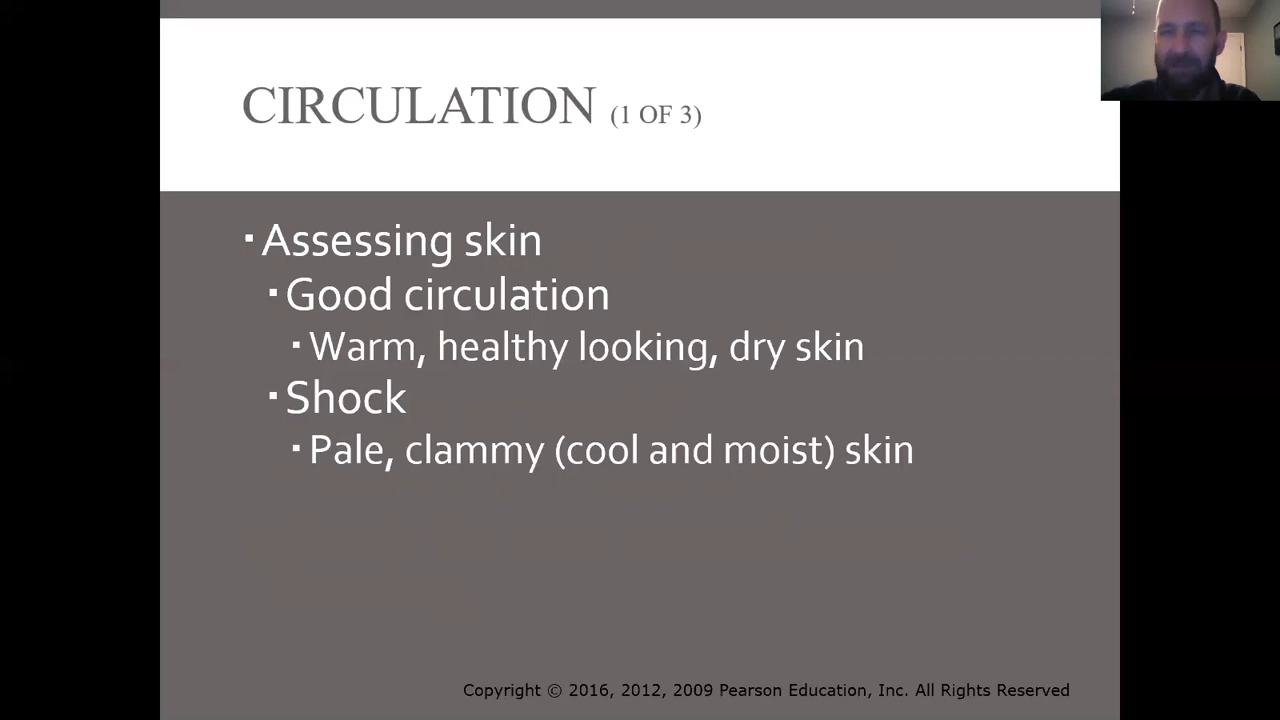 CIRCULATION (1 OF 3)
▪ Assessing skin
▪ Good circulation
▪ Warm, healthy looking, dry skin
▪ Shock
▪ Pale, clammy (cool and moist) skin
Copyright © 2016, 2012, 2009 Pearson Education, Inc. All Rights Reserved